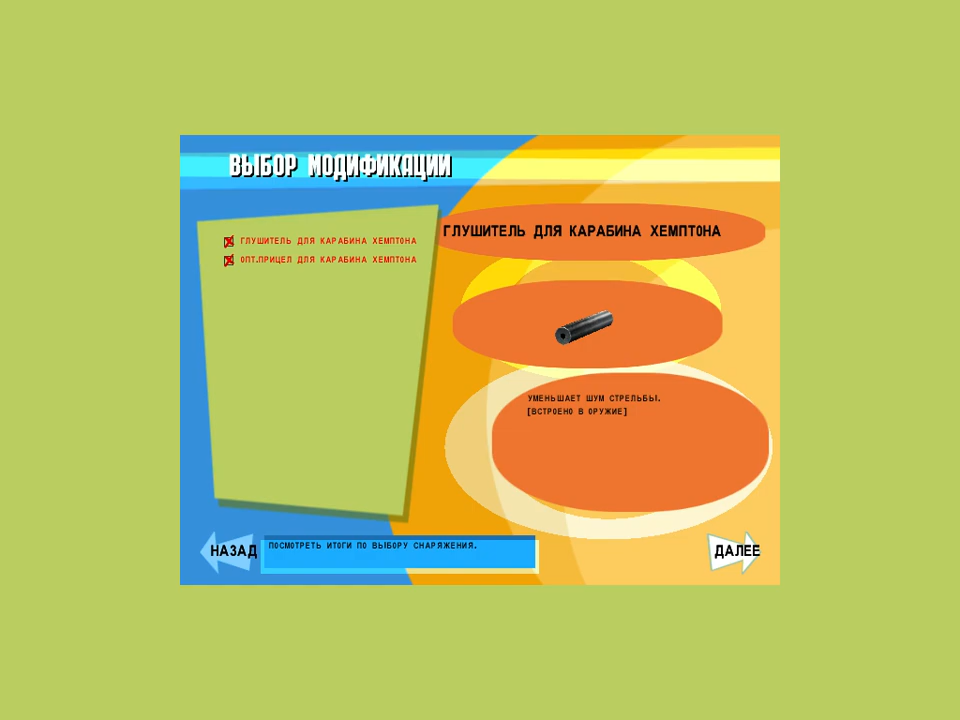 ВЫБОР МОДИФИКАЦИИ
ГЛУШИТЕЛЬ ДЛЯ КАРАБИНА ХЕМПТОНА
ОПТ.ПРИЦЕЛ ДЛЯ КАРАБИНА ХЕМПТОНА
ГЛУШИТЕЛЬ ДЛЯ КАРАБИНА ХЕМПТОНА
УМЕНЬШАЕТ ШУМ СТРЕЛЬБЫ.
[ВСТРОЕНО В ОРУЖИЕ]
НАЗАД
ПОСМОТРЕТЬ ИТОГИ ПО ВЫБОРУ СНАРЯЖЕНИЯ.
ДАЛЕЕ